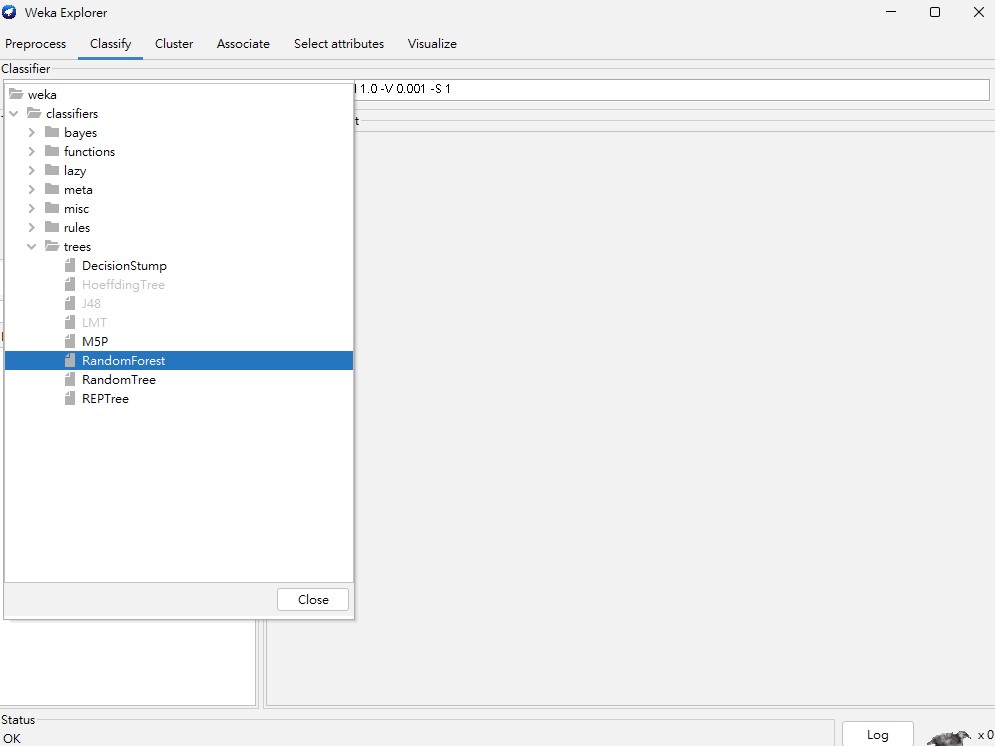 Weka Explorer
Preprocess Classify Cluster Associate Select attributes Visualize
Classifier
1.0 -V 0.001 -S 1
weka
classifiers
bayes
functions
lazy
meta
misc
rules
trees
DecisionStump
HoeffdingTree
J48
LMT
M5P
RandomForest
RandomTree
REPTree
Close
Status
OK
Log
x 0